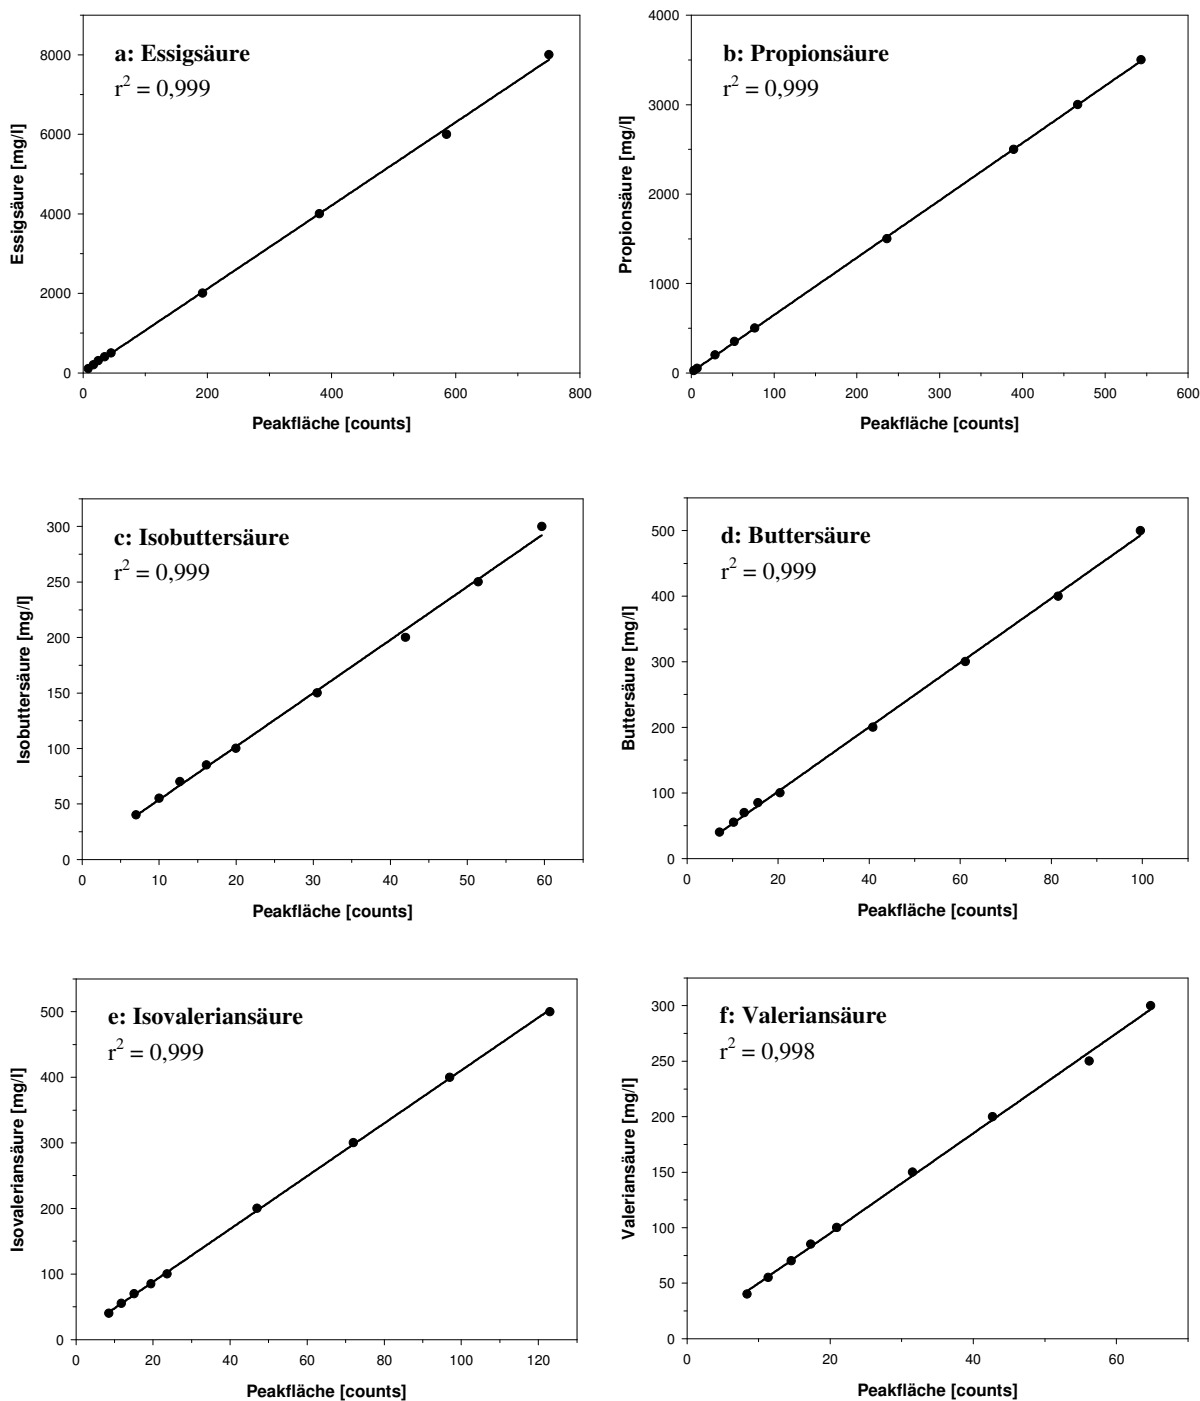 a: Essigsäure
r² = 0,999
Essigsäure [mg/l]
8000
6000
4000
2000
0
0 200 400 600 800
Peakfläche [counts]
b: Propionsäure
r² = 0,999
Propionsäure [mg/l]
4000
3000
2000
1000
0
0 100 200 300 400 500 600
Peakfläche [counts]
c: Isobuttersäure
r² = 0,999
Isobuttersäure [mg/l]
300
250
200
150
100
50
0
0 10 20 30 40 50 60
Peakfläche [counts]
d: Buttersäure
r² = 0,999
Buttersäure [mg/l]
500
400
300
200
100
0
0 20 40 60 80 100
Peakfläche [counts]
e: Isovaleriansäure
r² = 0,999
Isovaleriansäure [mg/l]
500
400
300
200
100
0
0 20 40 60 80 100 120
Peakfläche [counts]
f: Valeriansäure
r² = 0,998
Valeriansäure [mg/l]
300
250
200
150
100
50
0
0 20 40 60
Peakfläche [counts]